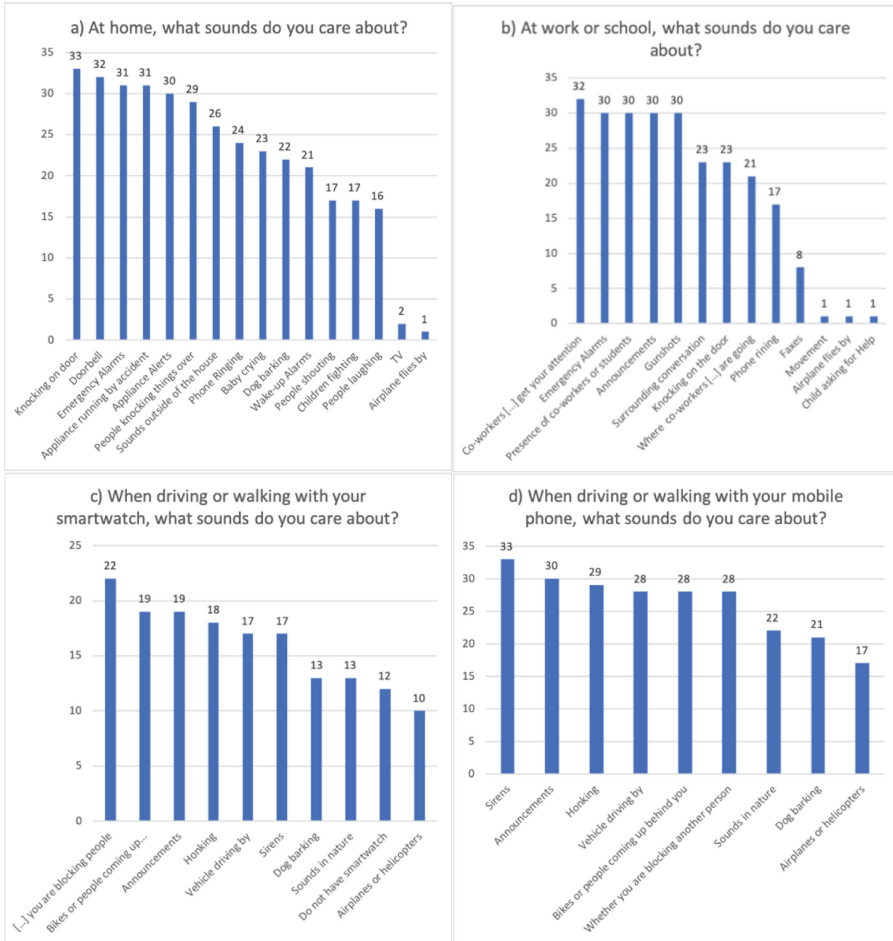 a) At home, what sounds do you care about?
35
30
25
20
15
10
5
0
33
32
31
31
30
29
26
24
23
22
21
17
17
16
2
1
Knocking on door
Doorbell
Emergency Alarms
Appliance running by accident
Appliance Alerts
People knocking things over
Sounds outside of the house
Phone Ringing
Baby crying
Dog barking
Wake-up Alarms
People shouting
Children fighting
People laughing
TV
Airplane flies by
b) At work or school, what sounds do you care
about?
35
30
25
20
15
10
5
0
32
30
30
30
30
23
23
21
17
8
1
1
1
Co-workers [...] get your attention
Emergency Alarms
Presence of co-workers or students
Announcements
Gunshots
Surrounding conversation
Knocking on the door
Where co-workers [...] are going
Phone rining
Faxes
Movement
Airplane flies by
Child asking for Help
c) When driving or walking with your
smartwatch, what sounds do you care about?
25
20
15
10
5
0
22
19
19
18
17
17
13
13
12
10
[...] you are blocking people
Bikes or people coming up...
Announcements
Honking
Vehicle driving by
Sirens
Dog barking
Sounds in nature
Do not have smartwatch
Airplanes or helicopters
d) When driving or walking with your mobile
phone, what sounds do you care about?
35
30
25
20
15
10
5
0
33
30
29
28
28
28
22
21
17
Sirens
Announcements
Honking
Vehicle driving by
Bikes or people coming up behind you
Whether you are blocking another person
Sounds in nature
Dog barking
Airplanes or helicopters